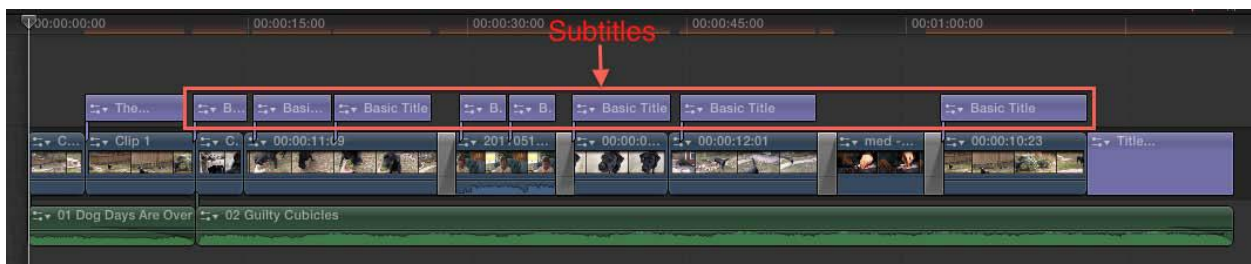 00:00:00:00 00:00:15:00 00:00:30:00 00:00:45:00 00:01:00:00
Subtitles
The... B... Basi... Basic Title B. B. Basic Title Basic Title Basic Title
C... Clip 1 C. 00:00:11:09 201 051... 00:00:0... 00:00:12:01 med -... 00:00:10:23 Title...
01 Dog Days Are Over 02 Guilty Cubicles